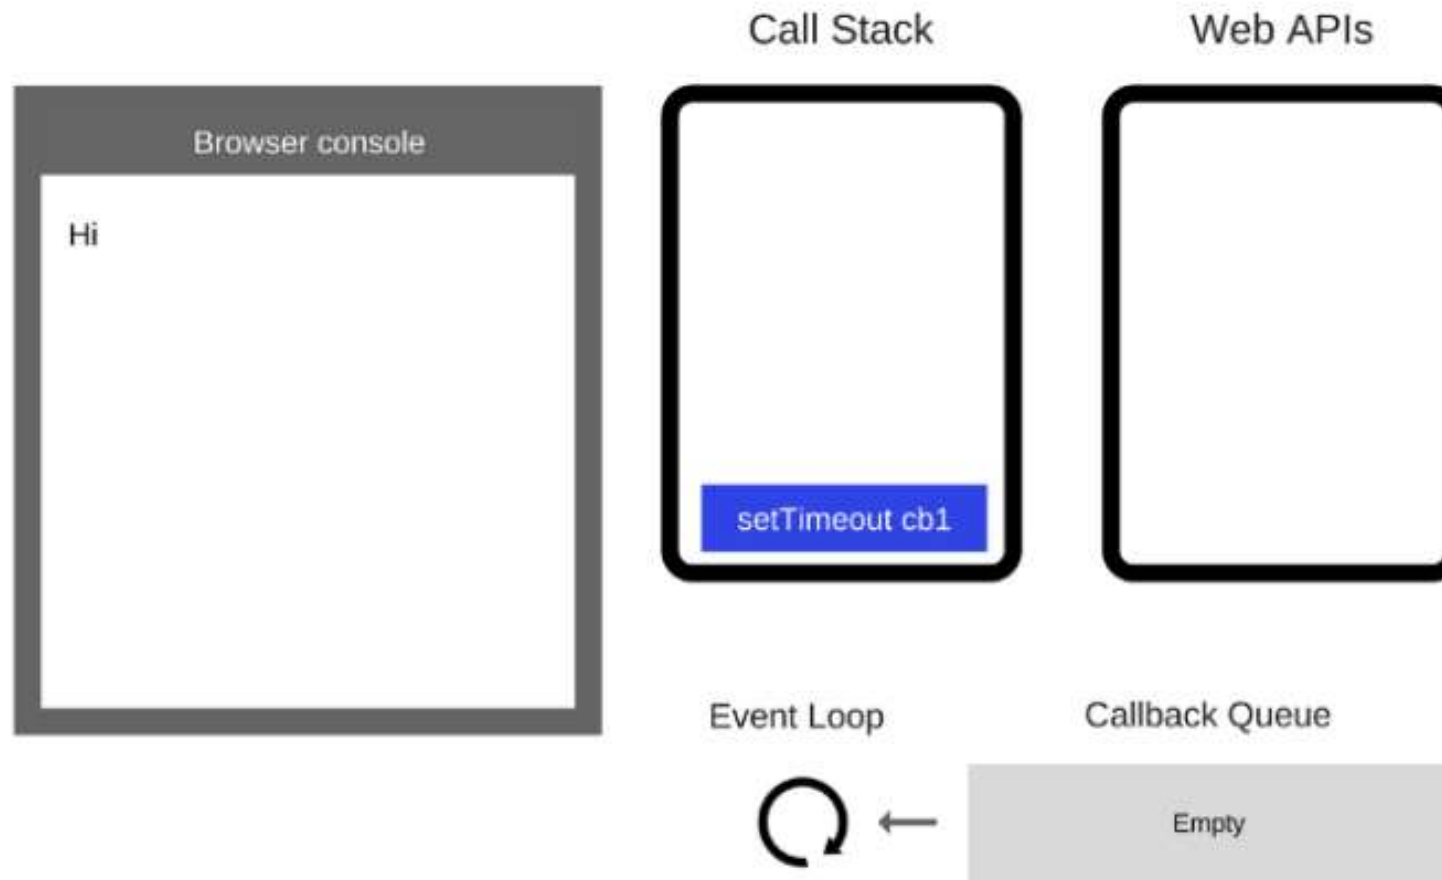 Call Stack
Web APIs
Browser console
Hi
setTimeout cb1
Event Loop
Callback Queue
Empty